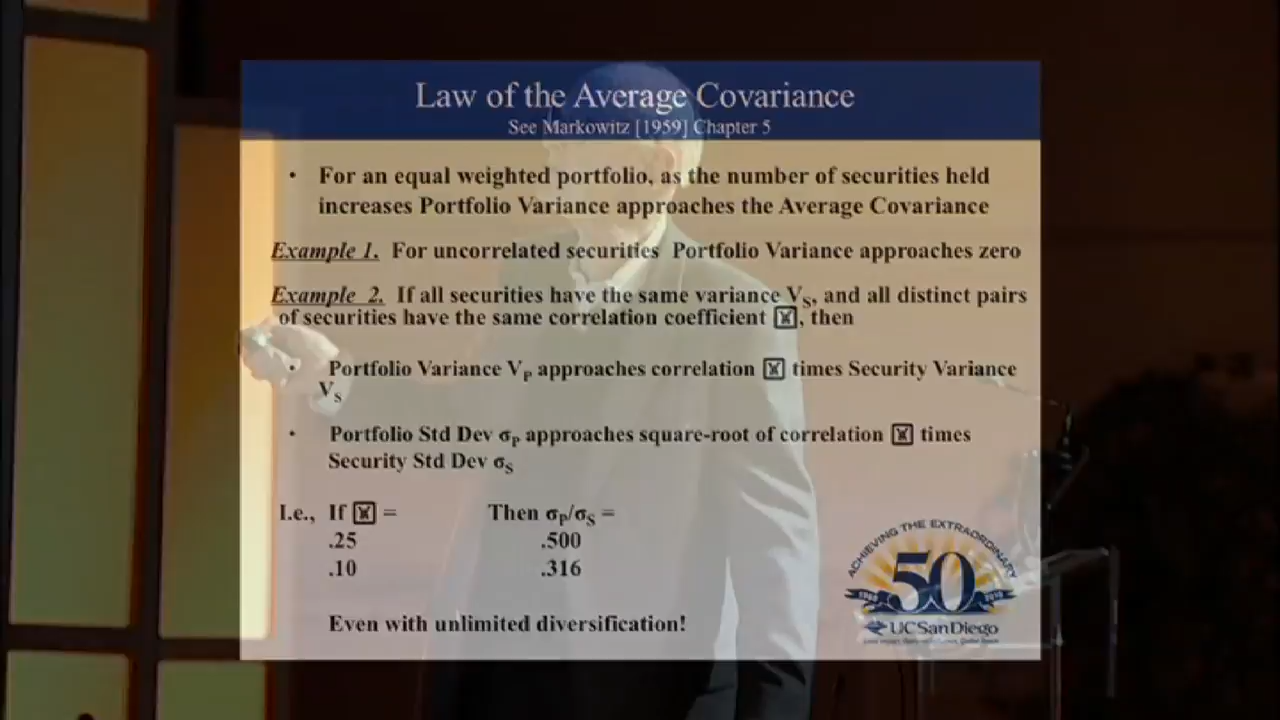 Law of the Average Covariance
See Markowitz [1959] Chapter 5
• For an equal weighted portfolio, as the number of securities held
increases Portfolio Variance approaches the Average Covariance
Example 1. For uncorrelated securities Portfolio Variance approaches zero
Example 2. If all securities have the same variance VS, and all distinct pairs
of securities have the same correlation coefficient , then
• Portfolio Variance VP approaches correlation times Security Variance
VS
• Portfolio Std Dev σP approaches square-root of correlation times
Security Std Dev σS
I.e., If = Then σP/σS =
.25 .500
.10 .316
Even with unlimited diversification!
ACHIEVING THE EXTRAORDINARY
50
1960 2010
UC San Diego